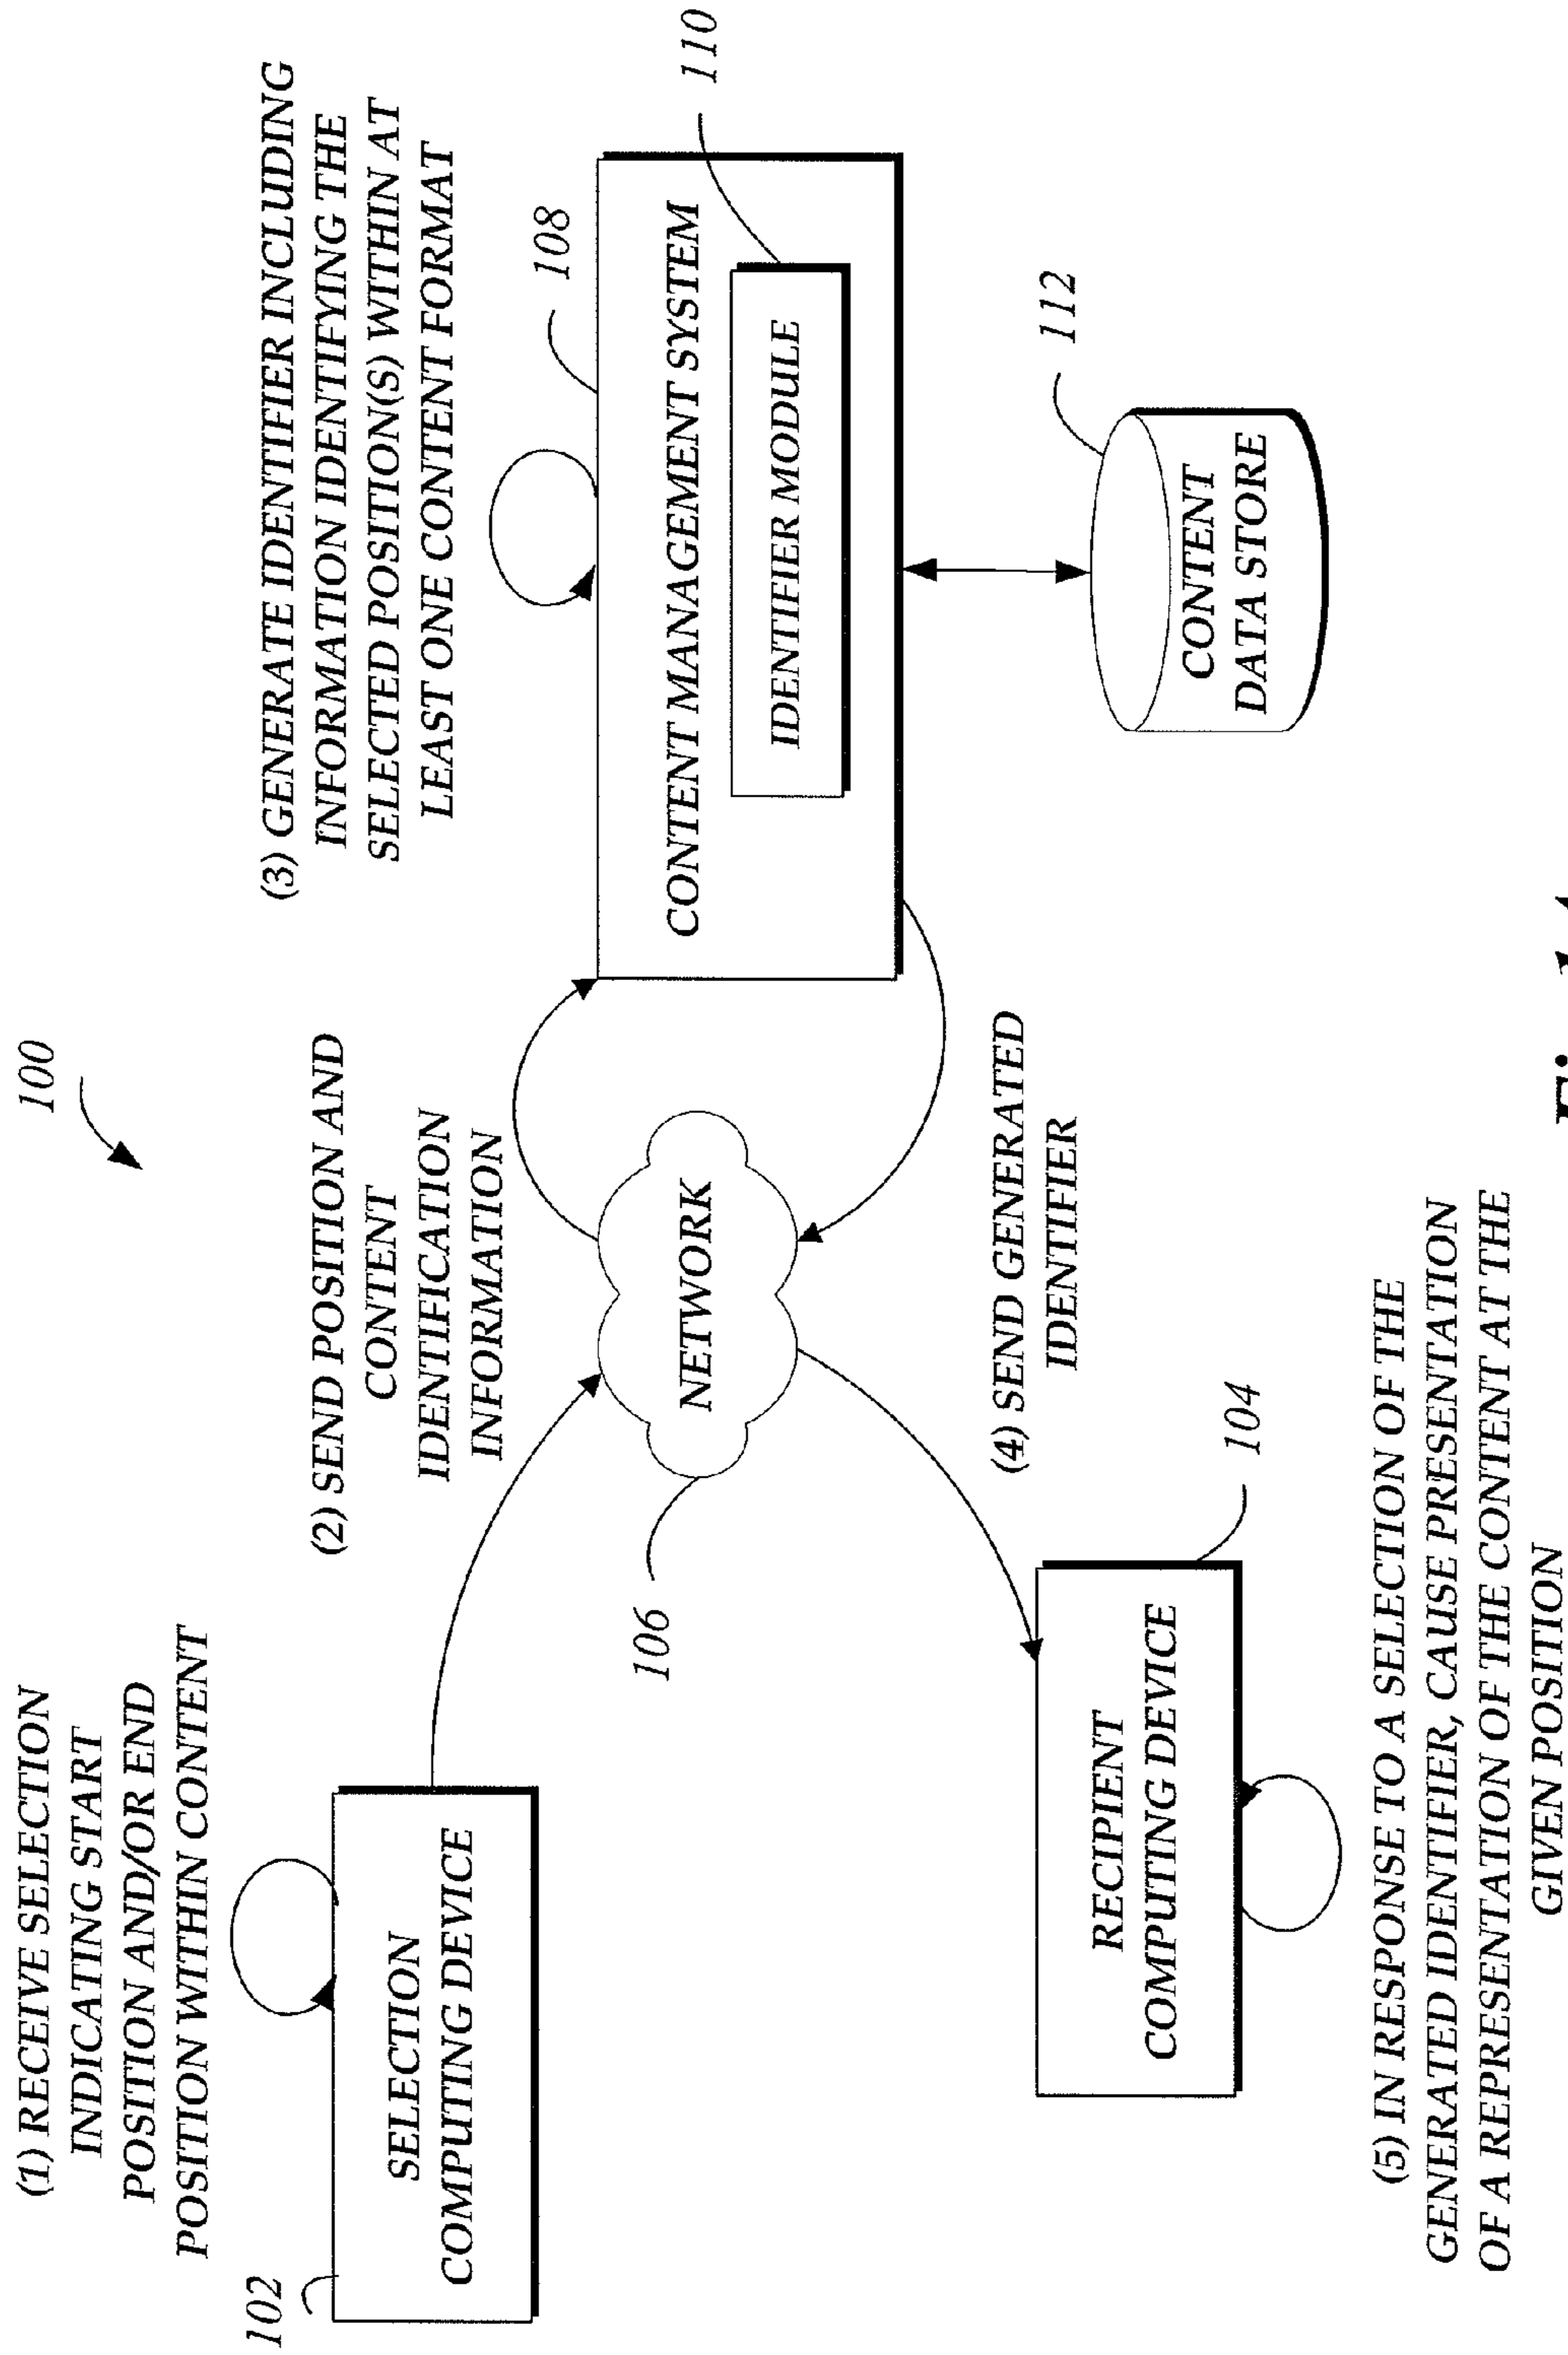 100
(1) RECEIVE SELECTION
INDICATING START
POSITION AND/OR END
POSITION WITHIN CONTENT
102
SELECTION
COMPUTING DEVICE
(2) SEND POSITION AND
CONTENT
IDENTIFICATION
INFORMATION
106
NETWORK
(3) GENERATE IDENTIFIER INCLUDING
INFORMATION IDENTIFYING THE
SELECTED POSITION(S) WITHIN AT
LEAST ONE CONTENT FORMAT
108
CONTENT MANAGEMENT SYSTEM
110
IDENTIFIER MODULE
112
CONTENT
DATA STORE
(4) SEND GENERATED
IDENTIFIER
104
RECIPIENT
COMPUTING DEVICE
(5) IN RESPONSE TO A SELECTION OF THE
GENERATED IDENTIFIER, CAUSE PRESENTATION
OF A REPRESENTATION OF THE CONTENT AT THE
GIVEN POSITION